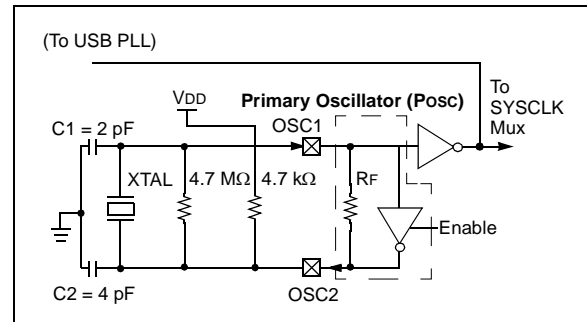 (To USB PLL)
VDD
Primary Oscillator (POSC)
To
SYSCLK
Mux
C1 = 2 pF
OSC1
XTAL
4.7 MΩ
4.7 kΩ
RF
Enable
C2 = 4 pF
OSC2